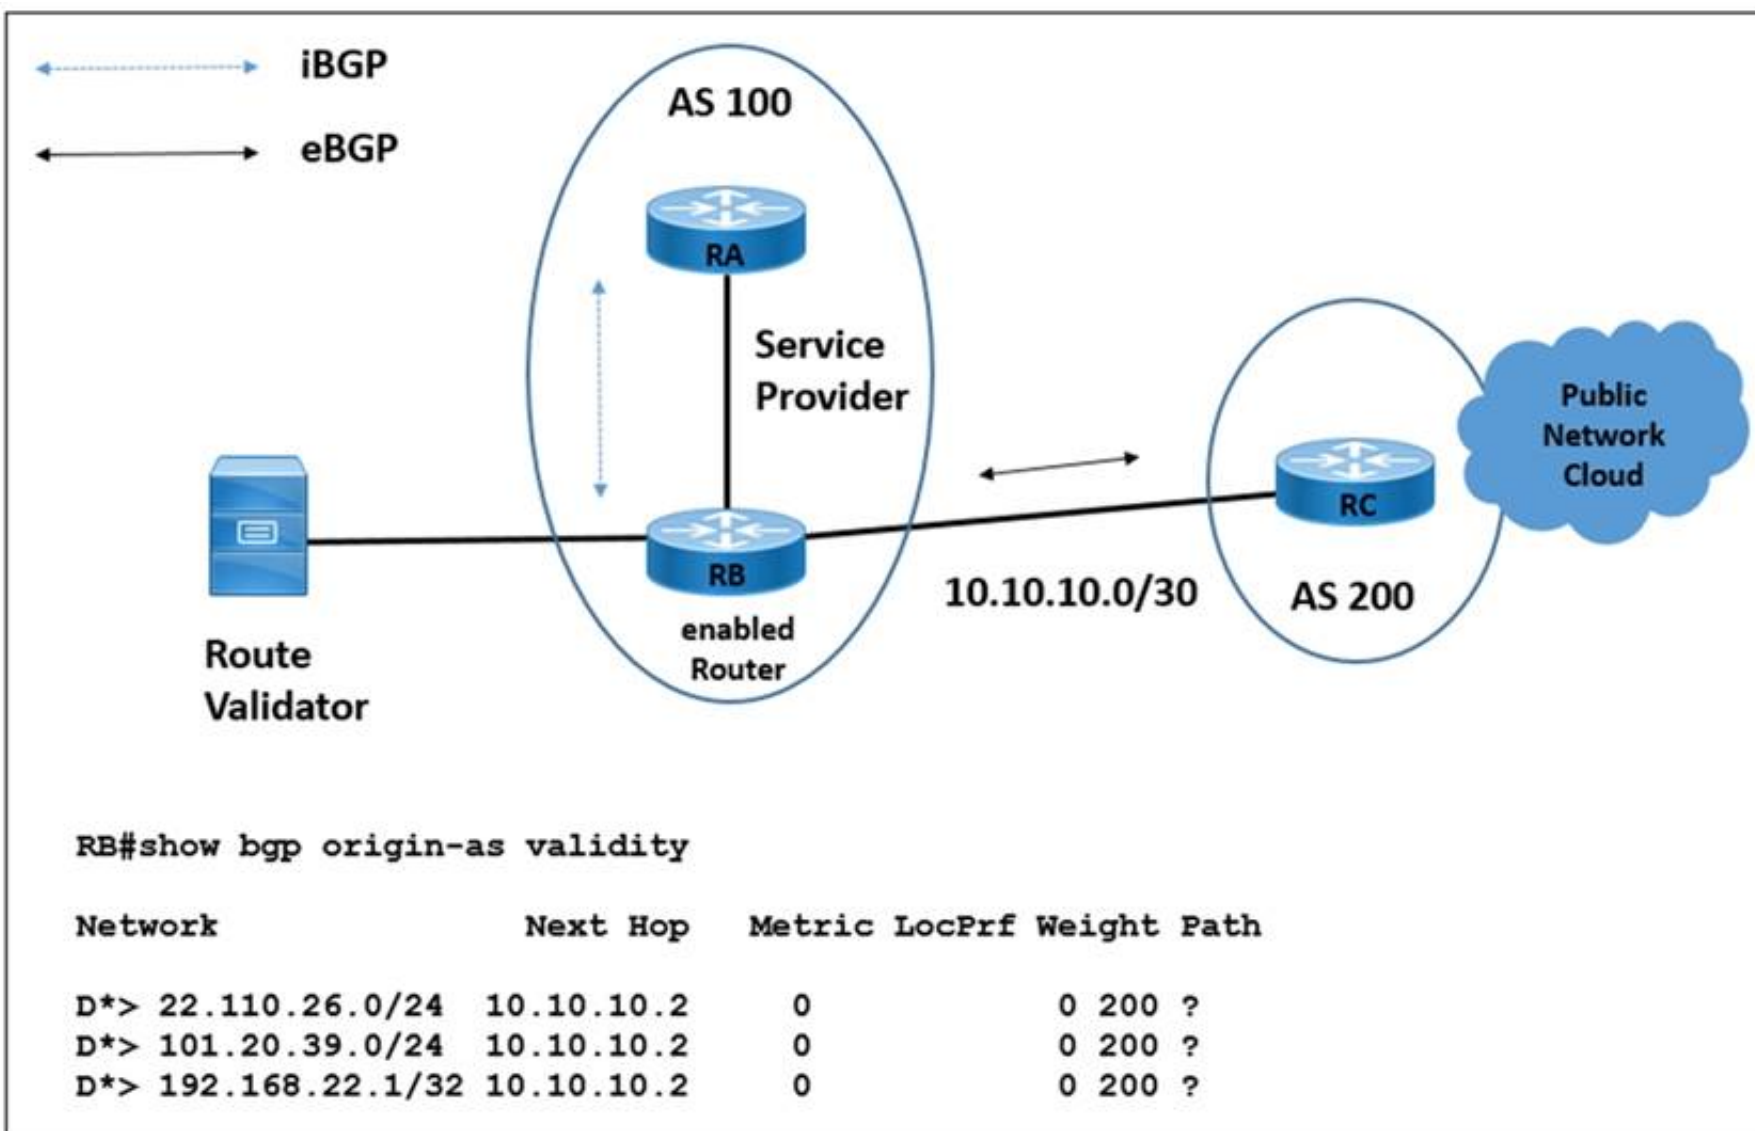 iBGP
eBGP
AS 100
RA
Service
Provider
RB
enabled
Router
Route
Validator
10.10.10.0/30
RC
AS 200
Public
Network
Cloud
RB#show bgp origin-as validity
Network Next Hop Metric LocPrf Weight Path
D*> 22.110.26.0/24 10.10.10.2 0 0 200 ?
D*> 101.20.39.0/24 10.10.10.2 0 0 200 ?
D*> 192.168.22.1/32 10.10.10.2 0 0 200 ?